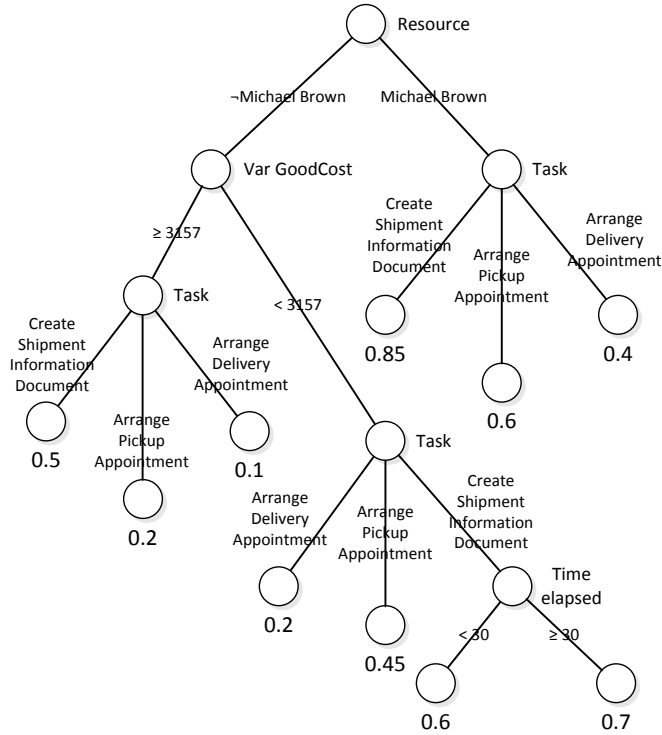 Resource
¬Michael Brown
Michael Brown
Var GoodCost
Task
Create
Shipment
Information
Document
Arrange
Pickup
Appointment
Arrange
Delivery
Appointment
≥ 3157
< 3157
Task
0.85
0.6
0.4
Create
Shipment
Information
Document
Arrange
Pickup
Appointment
Arrange
Delivery
Appointment
0.5
0.2
0.1
Task
Arrange
Delivery
Appointment
Arrange
Pickup
Appointment
Create
Shipment
Information
Document
0.2
0.45
Time
elapsed
< 30
≥ 30
0.6
0.7